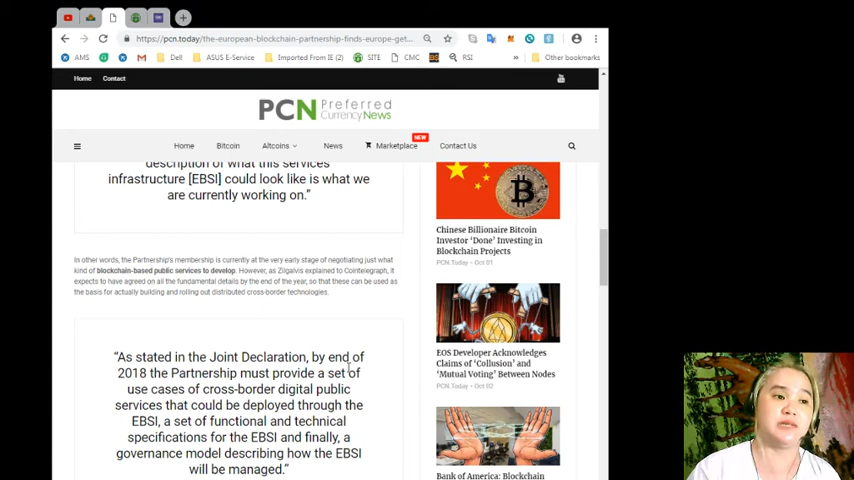 https://pcn.today/the-european-blockchain-partnership-finds-europe-get...
AMS
Dell
ASUS E-Service
Imported From IE (2)
SITE
CMC
RSI
»
Other bookmarks
Home
Contact
PCN Preferred
Currency News
NEW
Home
Bitcoin
Altcoins
News
Marketplace
Contact Us
description of what this services
infrastructure [EBSI] could look like is what we
are currently working on.”
In other words, the Partnership's membership is currently at the very early stage of negotiating just what
kind of blockchain-based public services to develop. However, as Zilgalvis explained to Cointelegraph, it
expects to have agreed on all the fundamental details by the end of the year, so that these can be used as
the basis for actually building and rolling out distributed cross-border technologies.
“As stated in the Joint Declaration, by end of
2018 the Partnership must provide a set of
use cases of cross-border digital public
services that could be deployed through the
EBSI, a set of functional and technical
specifications for the EBSI and finally, a
governance model describing how the EBSI
will be managed.”
Chinese Billionaire Bitcoin
Investor ‘Done’ Investing in
Blockchain Projects
PCN.Today - Oct 01
EOS Developer Acknowledges
Claims of ‘Collusion’ and
‘Mutual Voting’ Between Nodes
PCN.Today - Oct 02
Bank of America: Blockchain